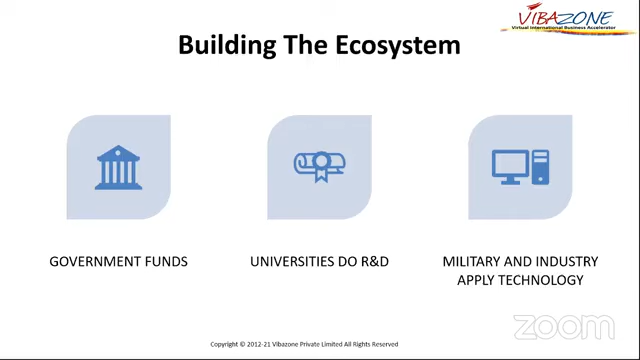 VIBAZONE
Virtual International Business Accelerator
Building The Ecosystem
GOVERNMENT FUNDS
UNIVERSITIES DO R&D
MILITARY AND INDUSTRY
APPLY TECHNOLOGY
zoom
Copyright © 2012-21 Vibazone Private Limited All Rights Reserved